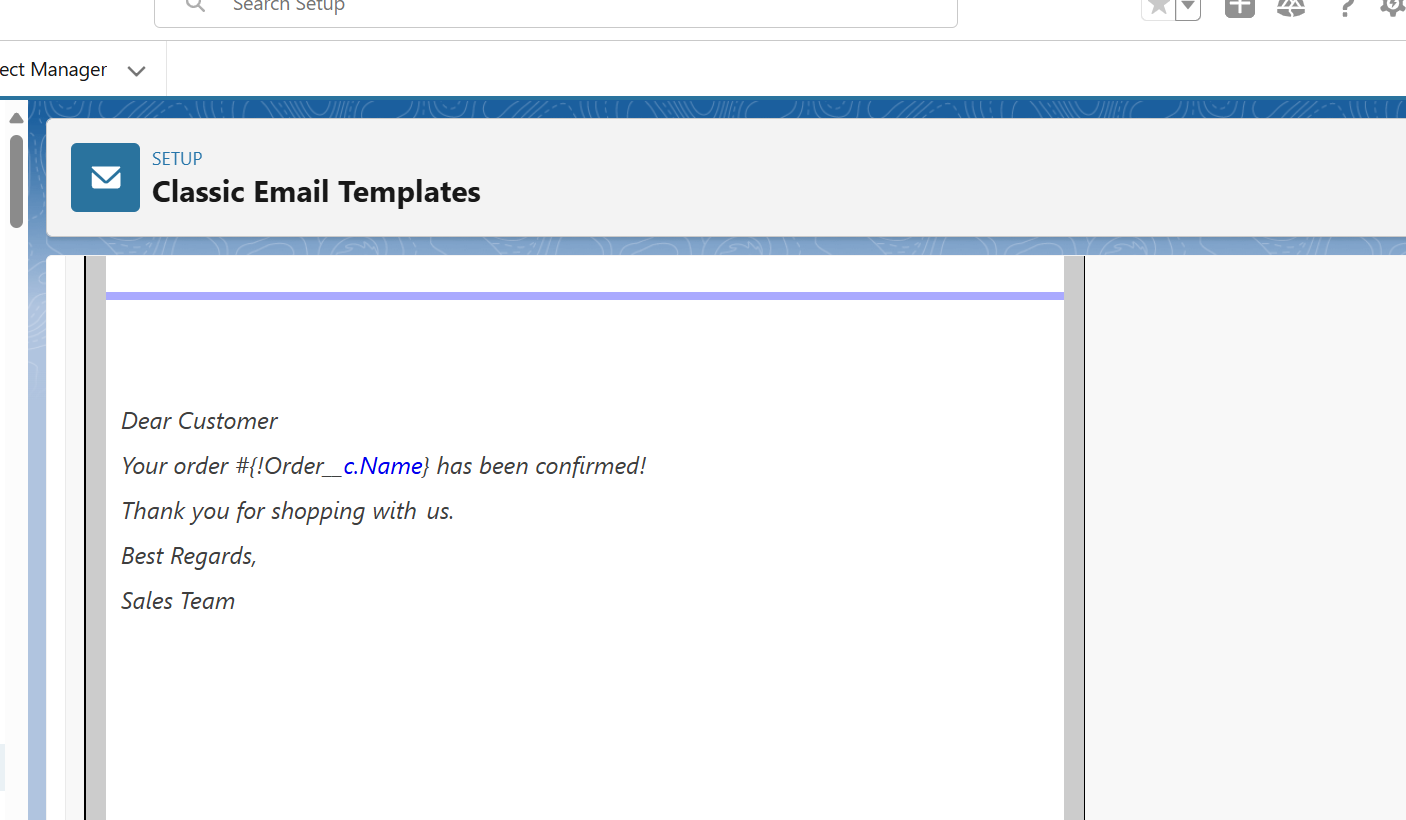 Search Setup
ect Manager
SETUP
Classic Email Templates
Dear Customer
Your order #{!Order__c.Name} has been confirmed!
Thank you for shopping with us.
Best Regards,
Sales Team